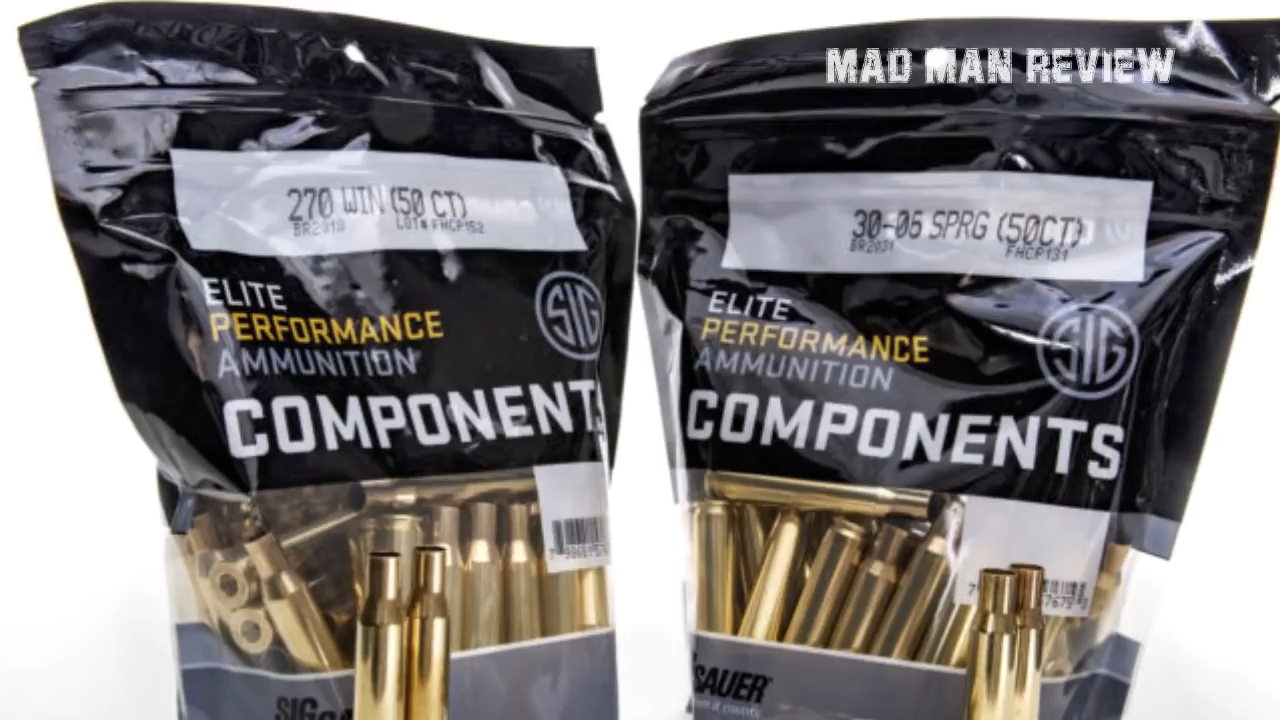 MAD MAN REVIEW
270 WIN (50 CT)
LOT# FHCP152
ELITE
PERFORMANCE
AMMUNITION
SIG
COMPONENTS
SIG
30-06 SPRG (50CT)
BR2031 FHCP131
ELITE
PERFORMANCE
AMMUNITION
SIG
COMPONENTS
SAUER